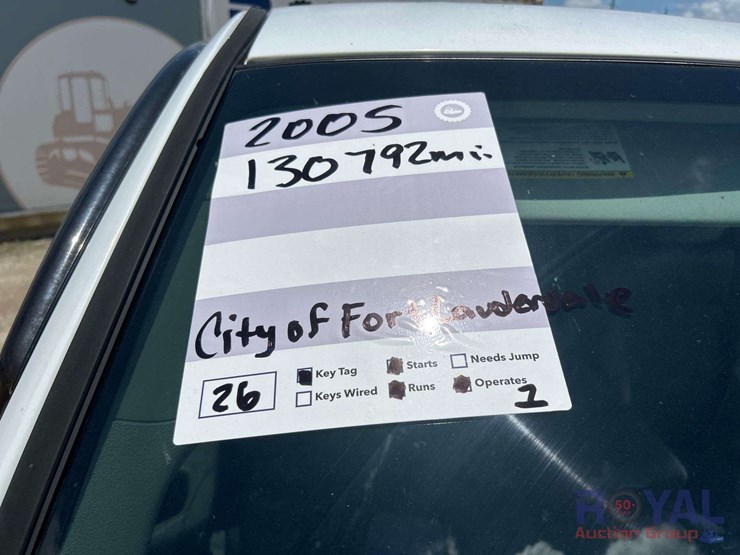 2005
130792mi.
City of Fort Lauderdale
26
Key Tag
Starts
Needs Jump
Keys Wired
Runs
Operates
1
ROYAL
Auction Group